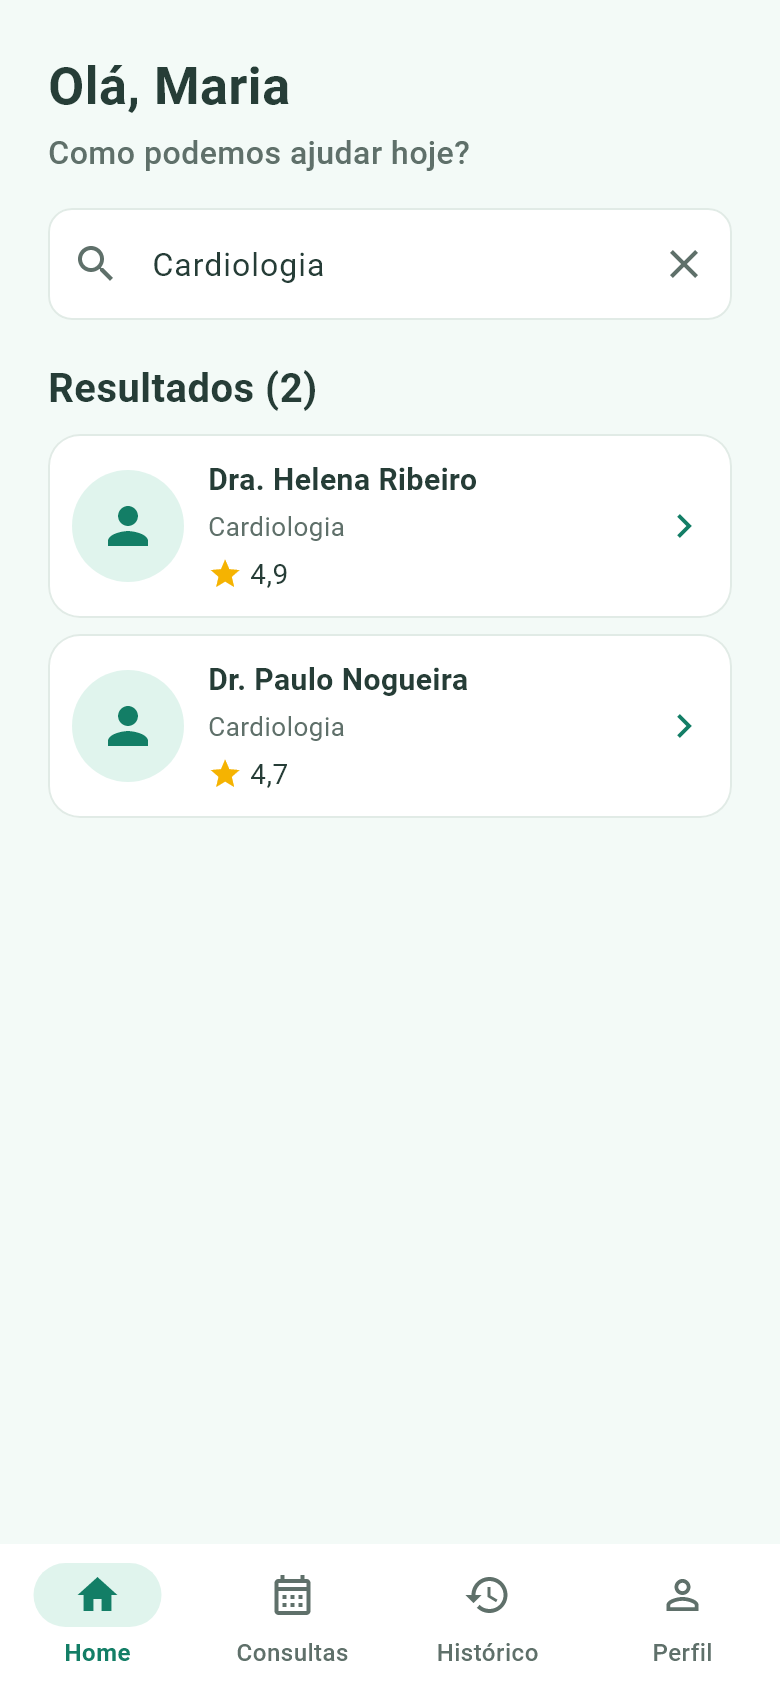 Olá, Maria
Como podemos ajudar hoje?
Cardiologia
Resultados (2)
Dra. Helena Ribeiro
Cardiologia
4,9
Dr. Paulo Nogueira
Cardiologia
4,7
Home
Consultas
Histórico
Perfil